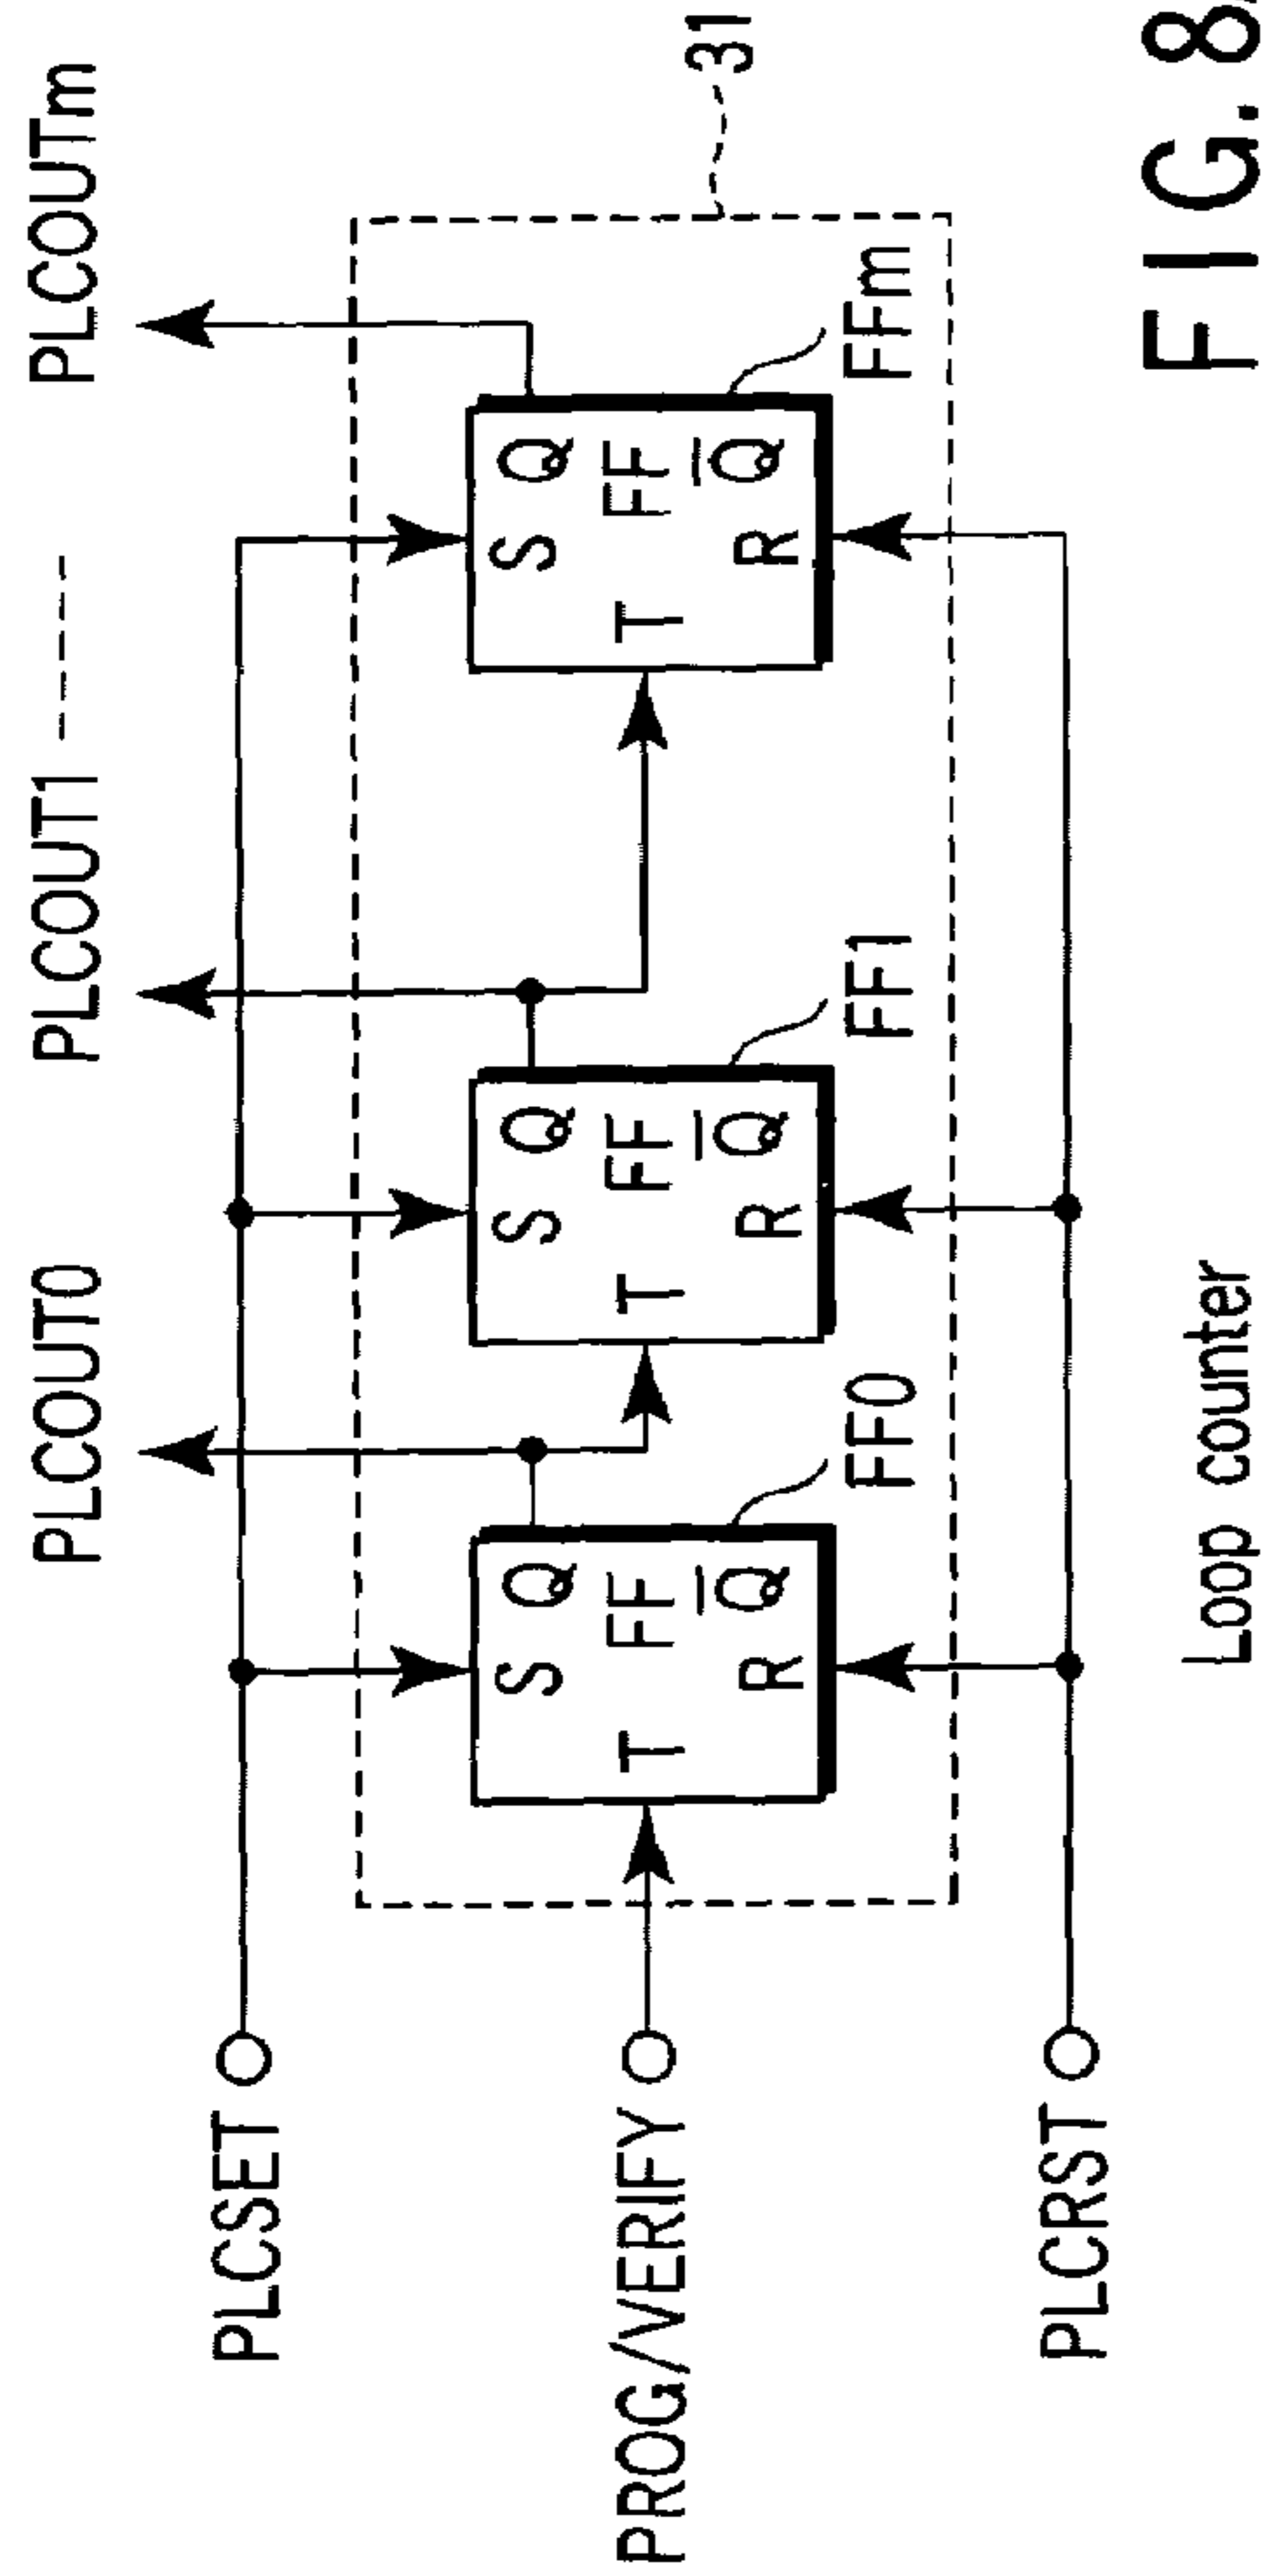 PLCOUT0 PLCOUT1 ------ PLCOUTm
PLCSET
S Q
T FF
R Q̅
S Q
T FF
R Q̅
S Q
T FF
R Q̅
PROG/VERIFY
FF0 FF1 FFm
31
PLCRST
Loop counter
FIG. 8